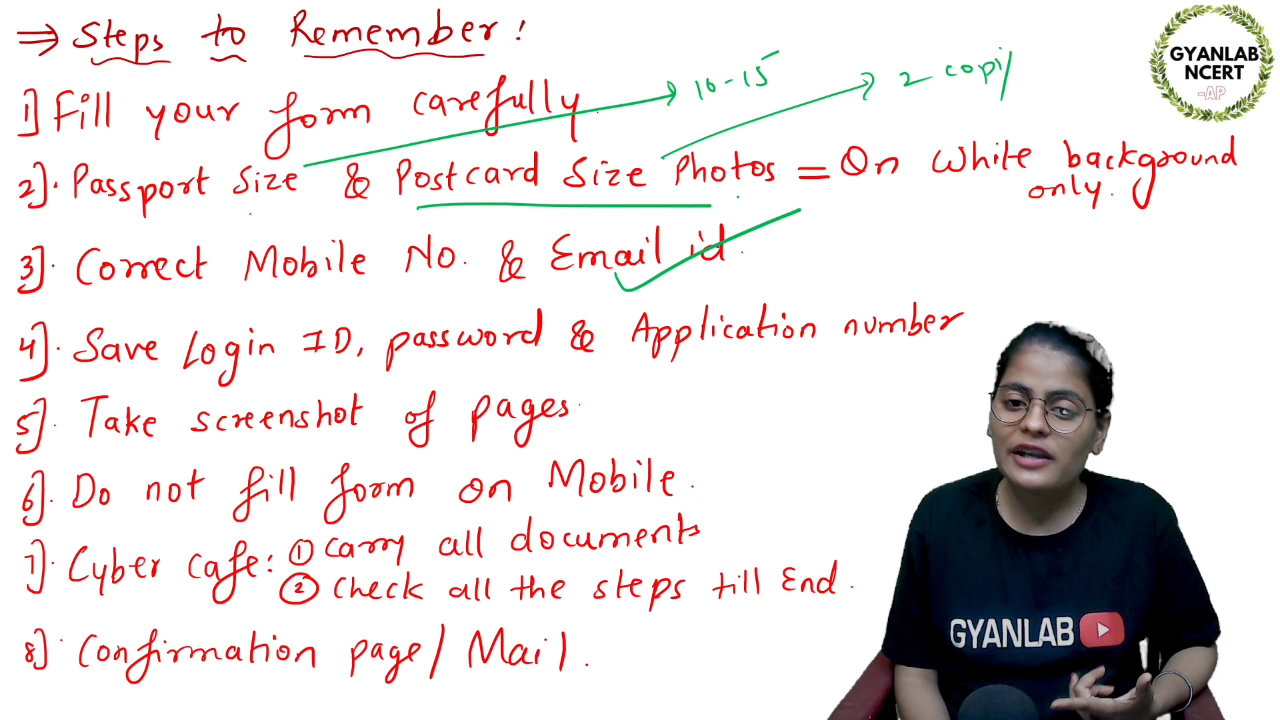 ⇒ Steps to Remember!
1] Fill your form carefully
10-15
2 copi
2]. Passport Size & Postcard Size Photos = On White background
only.
3]. Correct Mobile No. & Email id.
4]. Save Login ID, password & Application number
5]. Take screenshot of pages.
6]. Do not fill form on Mobile.
7]. Cyber cafe: ① Carry all documents
② Check all the steps till End.
8]. Confirmation page/Mail.
GYANLAB
NCERT
-AP
GYANLAB